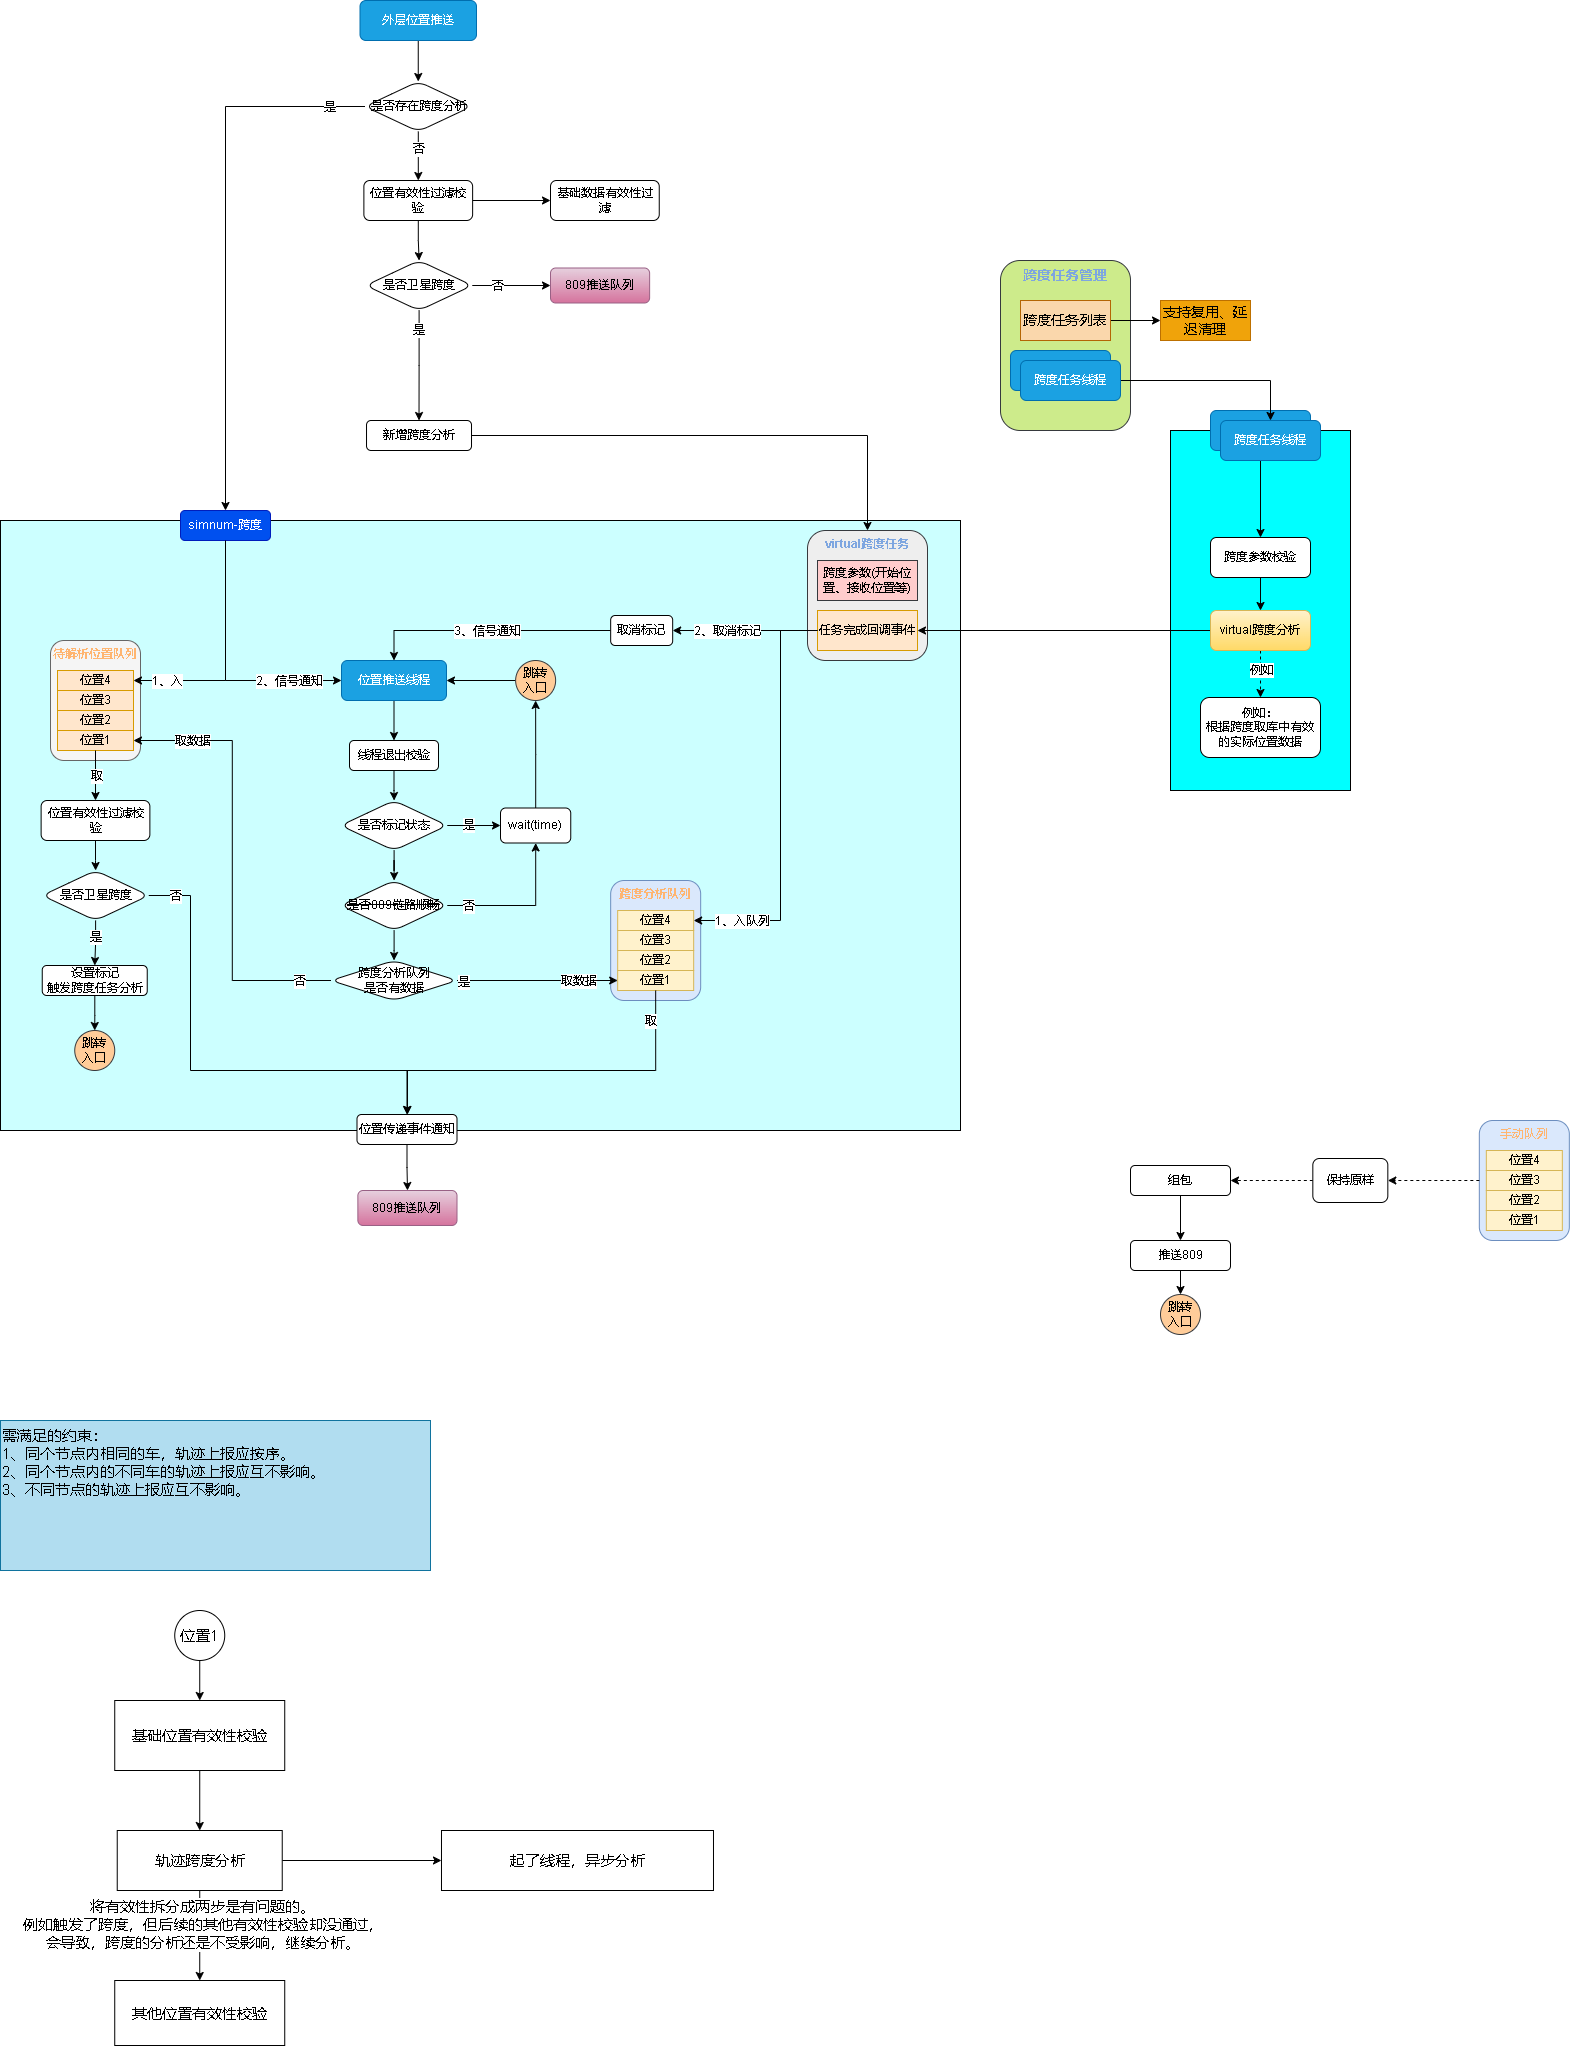 外层位置推送
是否存在跨度分析
是
否
位置有效性过滤校
验
基础数据有效性过
滤
是否卫星跨度
否
809推送队列
是
新增跨度分析
跨度任务管理
跨度任务列表
支持复用、延
迟清理
跨度任务线程
跨度任务线程
跨度参数校验
virtual跨度分析
例如
例如：
根据跨度取库中有效
的实际位置数据
simnum-跨度
virtual跨度任务
跨度参数(开始位
置、接收位置等)
任务完成回调事件
2、取消标记
取消标记
3、信号通知
待解析位置队列
位置4
位置3
位置2
位置1
1、入
2、信号通知
位置推送线程
跳转
入口
取数据
线程退出校验
取
位置有效性过滤校
验
是否标记状态
是
wait(time)
是否卫星跨度
否
是否009链路顺畅
否
跨度分析队列
位置4
位置3
位置2
位置1
1、入队列
是
设置标记
触发跨度任务分析
跨度分析队列
是否有数据
否
是
取数据
取
跳转
入口
位置传递事件通知
809推送队列
手动队列
位置4
位置3
位置2
位置1
保持原样
组包
推送809
跳转
入口
需满足的约束：
1、同个节点内相同的车，轨迹上报应按序。
2、同个节点内的不同车的轨迹上报应互不影响。
3、不同节点的轨迹上报应互不影响。
位置1
基础位置有效性校验
轨迹跨度分析
起了线程，异步分析
将有效性拆分成两步是有问题的。
例如触发了跨度，但后续的其他有效性校验却没通过，
会导致，跨度的分析还是不受影响，继续分析。
其他位置有效性校验